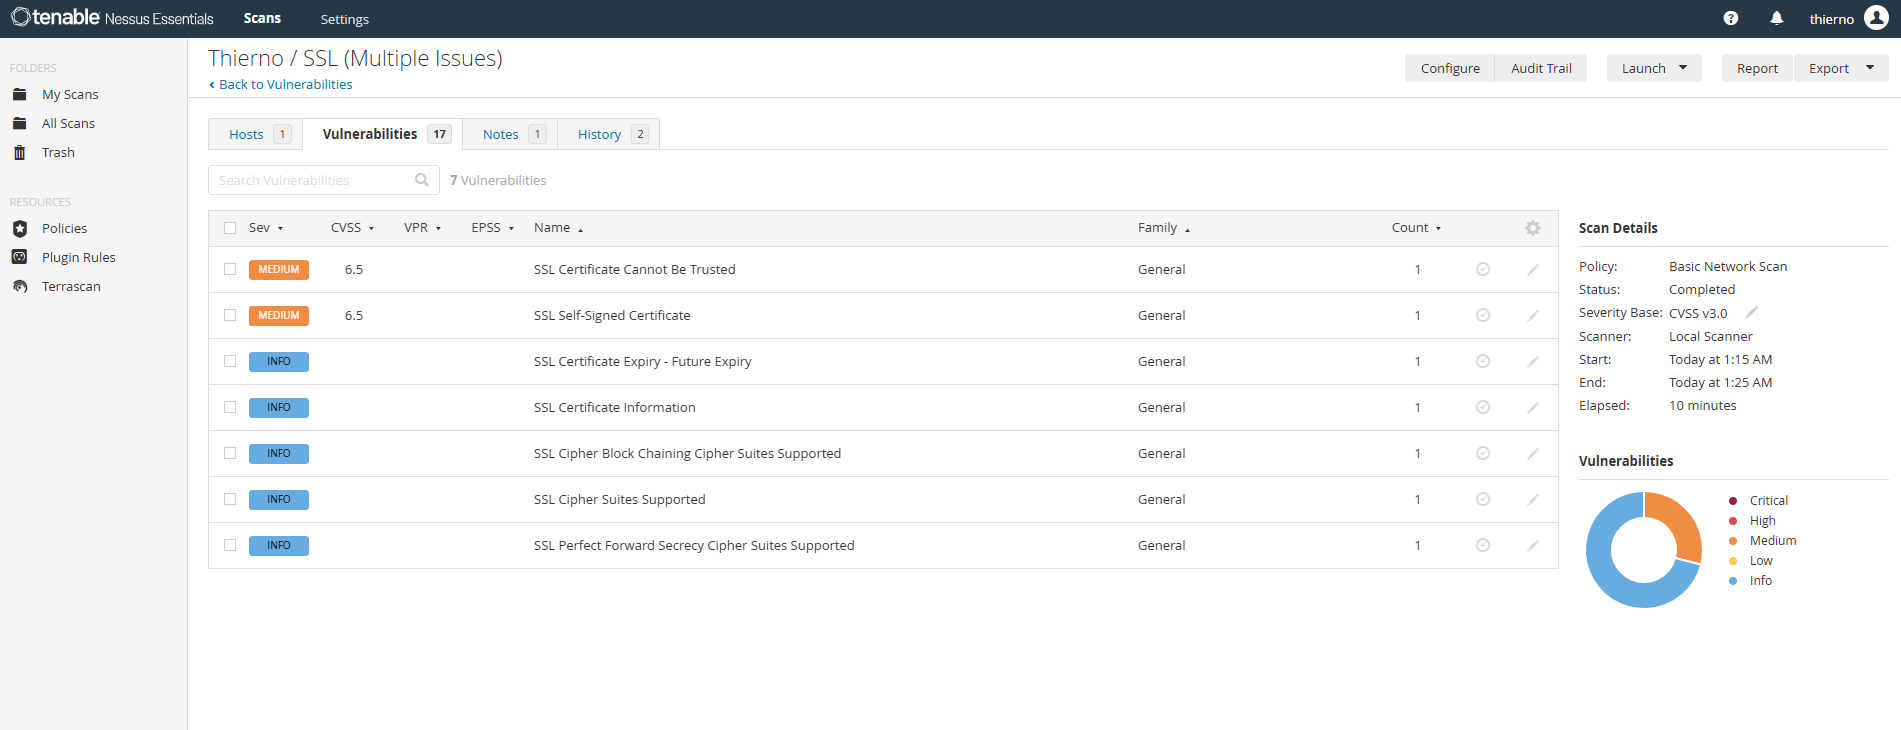 tenable Nessus Essentials Scans Settings thierno
FOLDERS
My Scans
All Scans
Trash
RESOURCES
Policies
Plugin Rules
Terrascan
Thierno / SSL (Multiple Issues)
Back to Vulnerabilities
Configure Audit Trail Launch Report Export
Hosts 1 Vulnerabilities 17 Notes 1 History 2
Search Vulnerabilities 7 Vulnerabilities
Sev CVSS VPR EPSS Name Family Count
MEDIUM 6.5 SSL Certificate Cannot Be Trusted General 1
MEDIUM 6.5 SSL Self-Signed Certificate General 1
INFO SSL Certificate Expiry - Future Expiry General 1
INFO SSL Certificate Information General 1
INFO SSL Cipher Block Chaining Cipher Suites Supported General 1
INFO SSL Cipher Suites Supported General 1
INFO SSL Perfect Forward Secrecy Cipher Suites Supported General 1
Scan Details
Policy: Basic Network Scan
Status: Completed
Severity Base: CVSS v3.0
Scanner: Local Scanner
Start: Today at 1:15 AM
End: Today at 1:25 AM
Elapsed: 10 minutes
Vulnerabilities
Critical
High
Medium
Low
Info